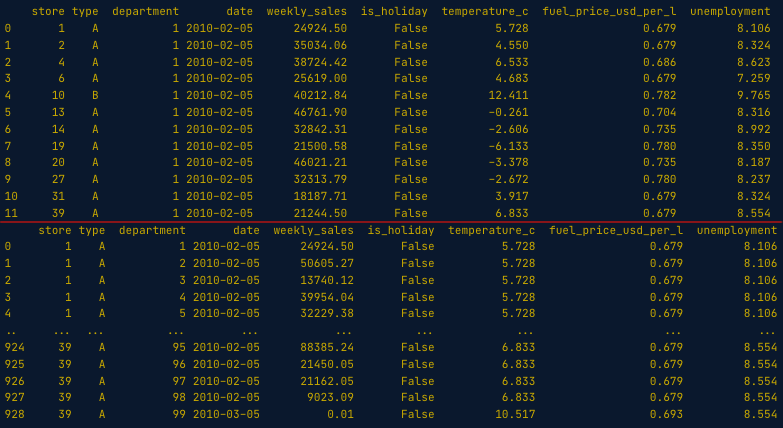 store type department date weekly_sales is_holiday temperature_c fuel_price_usd_per_l unemployment
0 1 A 1 2010-02-05 24924.50 False 5.728 0.679 8.106
1 2 A 1 2010-02-05 35034.06 False 4.550 0.679 8.324
2 4 A 1 2010-02-05 38724.42 False 6.533 0.686 8.623
3 6 A 1 2010-02-05 25619.00 False 4.683 0.679 7.259
4 10 B 1 2010-02-05 40212.84 False 12.411 0.782 9.765
5 13 A 1 2010-02-05 46761.90 False -0.261 0.704 8.316
6 14 A 1 2010-02-05 32842.31 False -2.606 0.735 8.992
7 19 A 1 2010-02-05 21500.58 False -6.133 0.780 8.350
8 20 A 1 2010-02-05 46021.21 False -3.378 0.735 8.187
9 27 A 1 2010-02-05 32313.79 False -2.672 0.780 8.237
10 31 A 1 2010-02-05 18187.71 False 3.917 0.679 8.324
11 39 A 1 2010-02-05 21244.50 False 6.833 0.679 8.554
store type department date weekly_sales is_holiday temperature_c fuel_price_usd_per_l unemployment
0 1 A 1 2010-02-05 24924.50 False 5.728 0.679 8.106
1 1 A 2 2010-02-05 50605.27 False 5.728 0.679 8.106
2 1 A 3 2010-02-05 13740.12 False 5.728 0.679 8.106
3 1 A 4 2010-02-05 39954.04 False 5.728 0.679 8.106
4 1 A 5 2010-02-05 32229.38 False 5.728 0.679 8.106
.. ... ... ... ... ... ... ... ... ...
924 39 A 95 2010-02-05 88385.24 False 6.833 0.679 8.554
925 39 A 96 2010-02-05 21450.05 False 6.833 0.679 8.554
926 39 A 97 2010-02-05 21162.05 False 6.833 0.679 8.554
927 39 A 98 2010-02-05 9023.09 False 6.833 0.679 8.554
928 39 A 99 2010-03-05 0.01 False 10.517 0.693 8.554